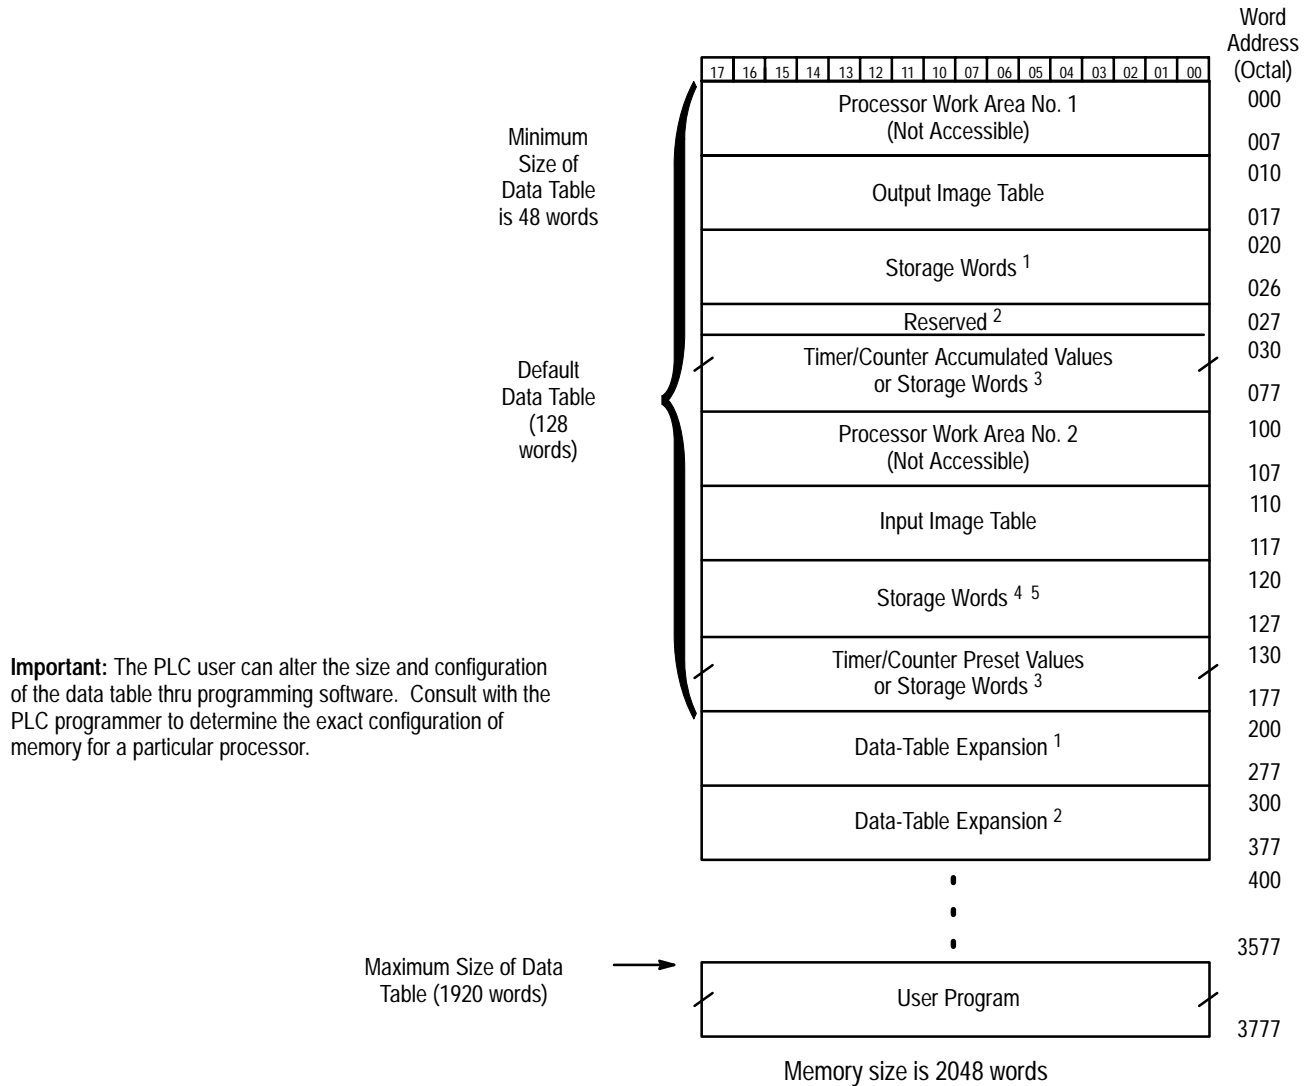 Word
Address
(Octal)
17 16 15 14 13 12 11 10 07 06 05 04 03 02 01 00
Processor Work Area No. 1
(Not Accessible)
000
007
Minimum
Size of
Data Table
is 48 words
Output Image Table
010
017
Storage Words 1
020
026
Reserved 2
027
Default
Data Table
(128
words)
Timer/Counter Accumulated Values
or Storage Words 3
030
077
Processor Work Area No. 2
(Not Accessible)
100
107
Input Image Table
110
117
Storage Words 4 5
120
127
Important: The PLC user can alter the size and configuration
of the data table thru programming software. Consult with the
PLC programmer to determine the exact configuration of
memory for a particular processor.
Timer/Counter Preset Values
or Storage Words 3
130
177
Data-Table Expansion 1
200
277
Data-Table Expansion 2
300
377
400
3577
Maximum Size of Data
Table (1920 words)
User Program
3777
Memory size is 2048 words